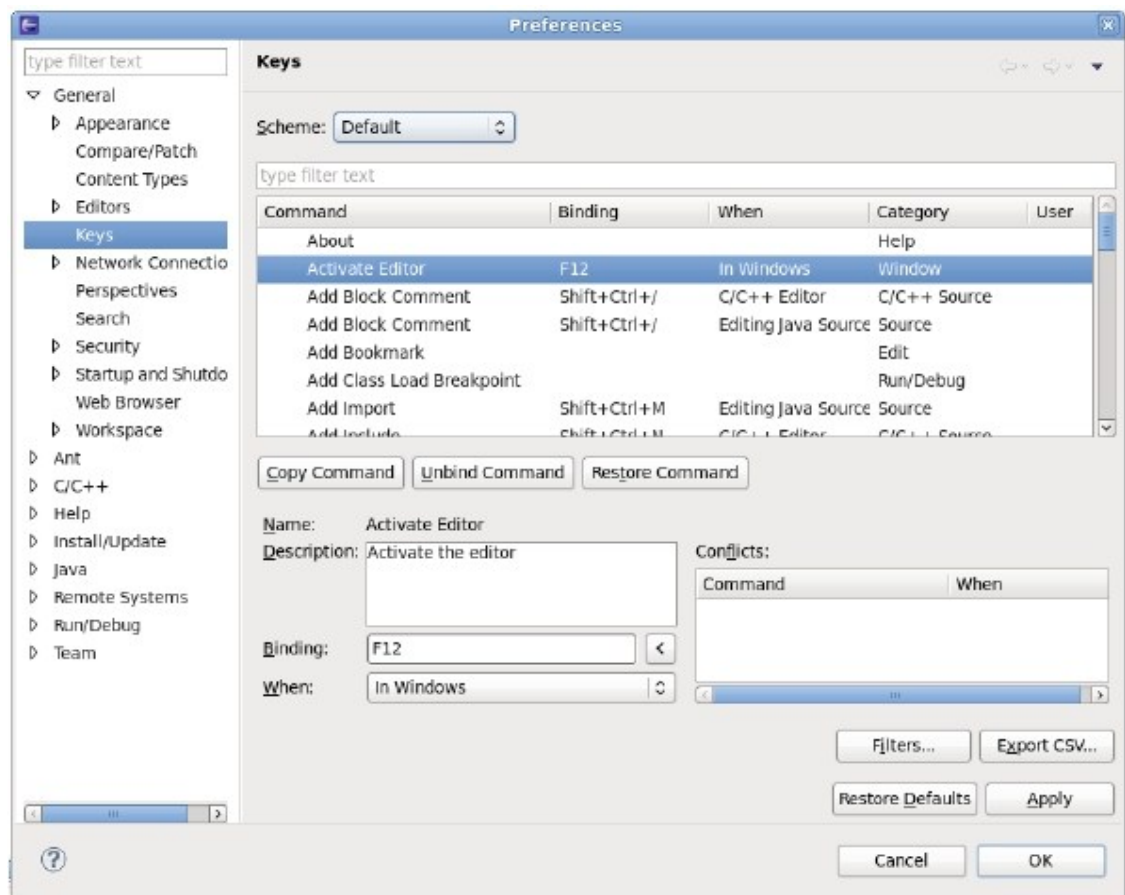 Preferences
type filter text
General
Appearance
Compare/Patch
Content Types
Editors
Keys
Network Connectio
Perspectives
Search
Security
Startup and Shutdo
Web Browser
Workspace
Ant
C/C++
Help
Install/Update
Java
Remote Systems
Run/Debug
Team
Keys
Scheme: Default
type filter text
Command Binding When Category User
About Help
Activate Editor F12 In Windows Window
Add Block Comment Shift+Ctrl+/ C/C++ Editor C/C++ Source
Add Block Comment Shift+Ctrl+/ Editing Java Source Source
Add Bookmark Edit
Add Class Load Breakpoint Run/Debug
Add Import Shift+Ctrl+M Editing Java Source Source
Add Include Shift+Ctrl+N C/C++ Editor C/C++ Source
Copy Command Unbind Command Restore Command
Name: Activate Editor
Description: Activate the editor
Binding: F12
When: In Windows
Conflicts:
Command When
Filters... Export CSV...
Restore Defaults Apply
Cancel OK